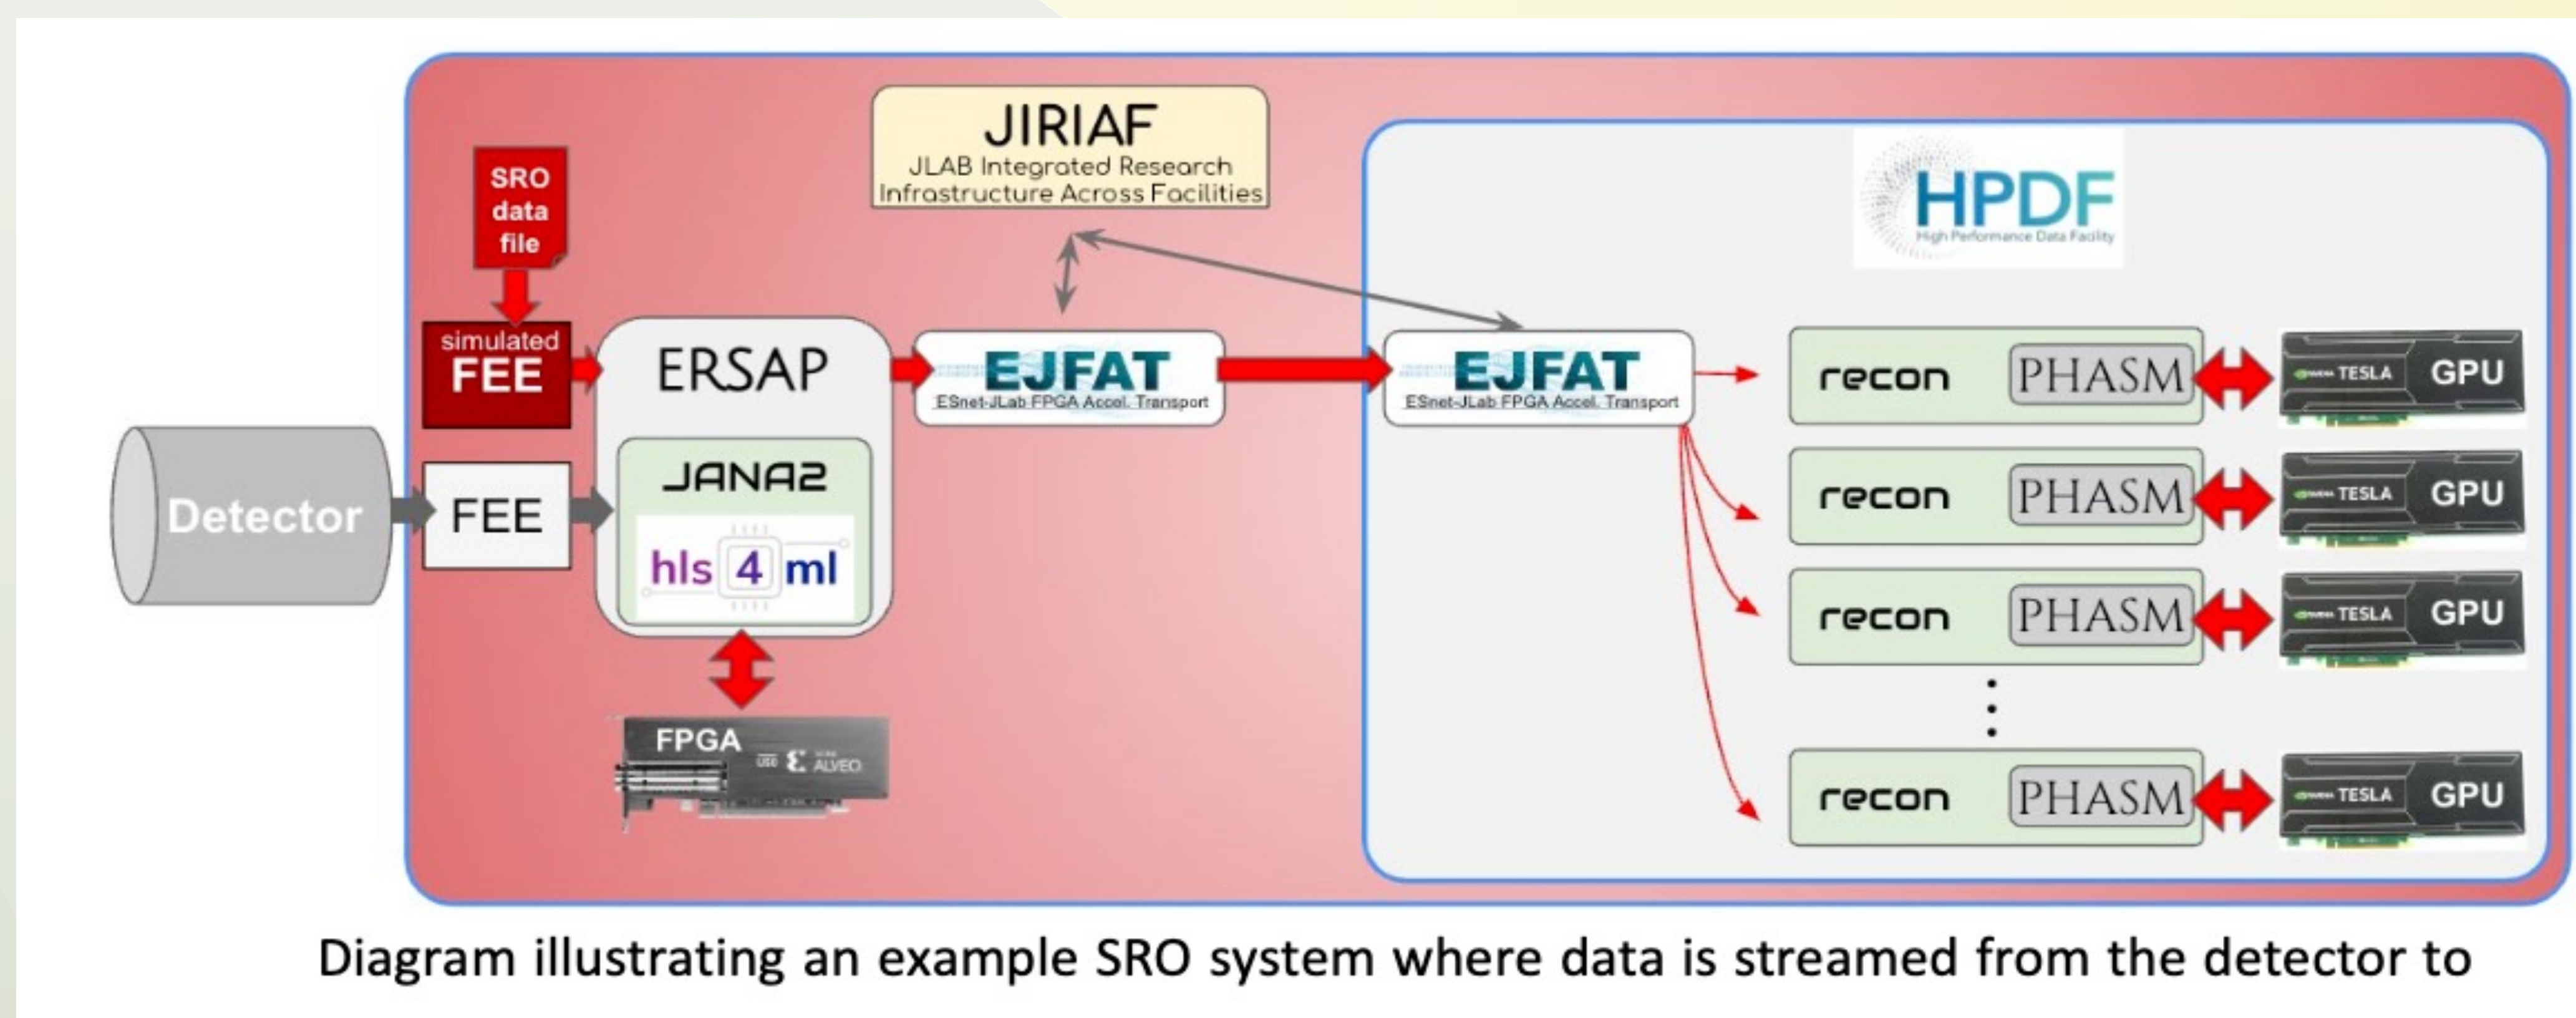 JIRIAF
JLAB Integrated Research
Infrastructure Across Facilities
SRO
data
file
HPDF
High Performance Data Facility
simulated
FEE
ERSAP
EJFAT
ESnet-JLab FPGA Accel. Transport
EJFAT
ESnet-JLab FPGA Accel. Transport
recon PHASM
TESLA GPU
Detector
FEE
JANA2
hls 4 ml
recon PHASM
TESLA GPU
recon PHASM
TESLA GPU
FPGA
ALVEO
recon PHASM
TESLA GPU
Diagram illustrating an example SRO system where data is streamed from the detector to